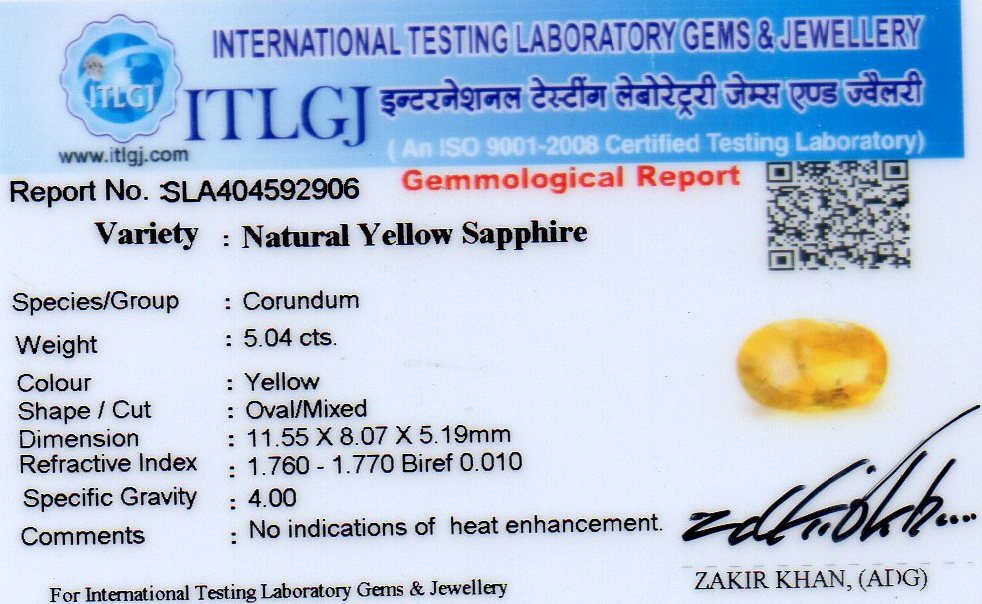 INTERNATIONAL TESTING LABORATORY GEMS & JEWELLERY
ITLGJ
ITLGJ
इन्टरनेशनल टेस्टींग लेबोरेट्ररी जेम्स एण्ड ज्वैलरी
www.itlgj.com
( An ISO 9001-2008 Certified Testing Laboratory)
Report No. :SLA404592906
Gemmological Report
Variety : Natural Yellow Sapphire
Species/Group : Corundum
Weight : 5.04 cts.
Colour : Yellow
Shape / Cut : Oval/Mixed
Dimension : 11.55 X 8.07 X 5.19mm
Refractive Index : 1.760 - 1.770 Biref 0.010
Specific Gravity : 4.00
Comments : No indications of heat enhancement.
ZAKIR KHAN, (ADG)
For International Testing Laboratory Gems & Jewellery